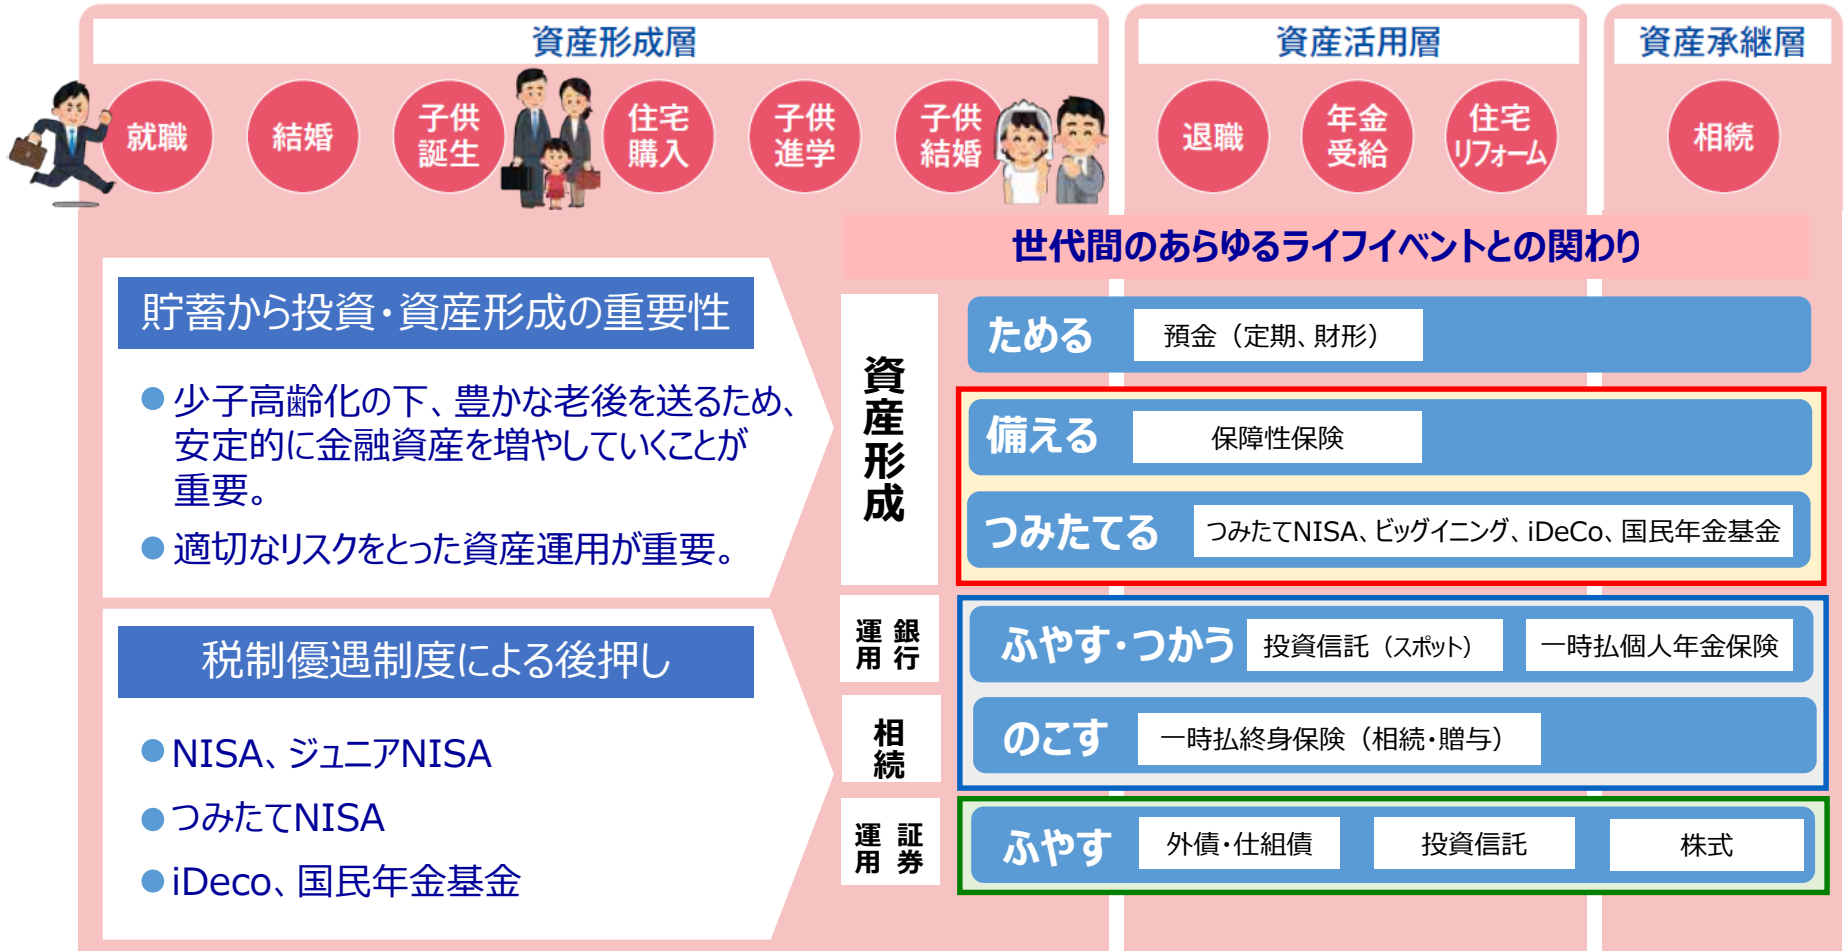 資産形成層
資産活用層
資産承継層
就職
結婚
子供
誕生
住宅
購入
子供
進学
子供
結婚
退職
年金
受給
住宅
リフォーム
相続
世代間のあらゆるライフイベントとの関わり
貯蓄から投資・資産形成の重要性
●少子高齢化の下、豊かな老後を送るため、
安定的に金融資産を増やしていくことが
重要。
●適切なリスクをとった資産運用が重要。
税制優遇制度による後押し
●NISA、ジュニアNISA
●つみたてNISA
●iDeco、国民年金基金
資産形成
ためる 預金（定期、財形）
備える 保障性保険
つみたてる つみたてNISA、ビッグイニング、iDeCo、国民年金基金
銀行運用
ふやす・つかう 投資信託（スポット） 一時払個人年金保険
相続
のこす 一時払終身保険（相続・贈与）
証券運用
ふやす 外債・仕組債 投資信託 株式